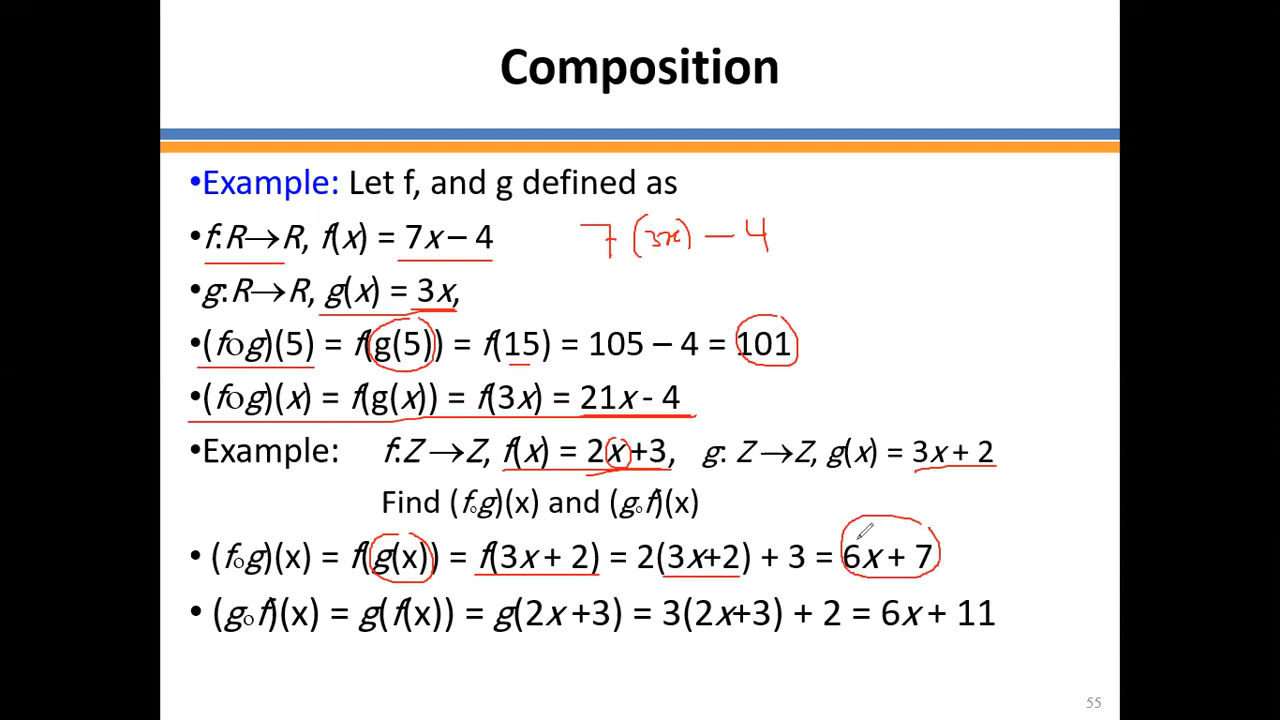 Composition
•Example: Let f, and g defined as
•f:R→R, f(x) = 7x – 4 7 (3x) – 4
•g:R→R, g(x) = 3x,
•(fog)(5) = f(g(5)) = f(15) = 105 – 4 = 101
•(fog)(x) = f(g(x)) = f(3x) = 21x - 4
•Example: f:Z→Z, f(x) = 2x+3, g: Z→Z, g(x) = 3x + 2
Find (f∘g)(x) and (g∘f)(x)
• (f∘g)(x) = f(g(x)) = f(3x + 2) = 2(3x+2) + 3 = 6x + 7
• (g∘f)(x) = g(f(x)) = g(2x +3) = 3(2x+3) + 2 = 6x + 11
55